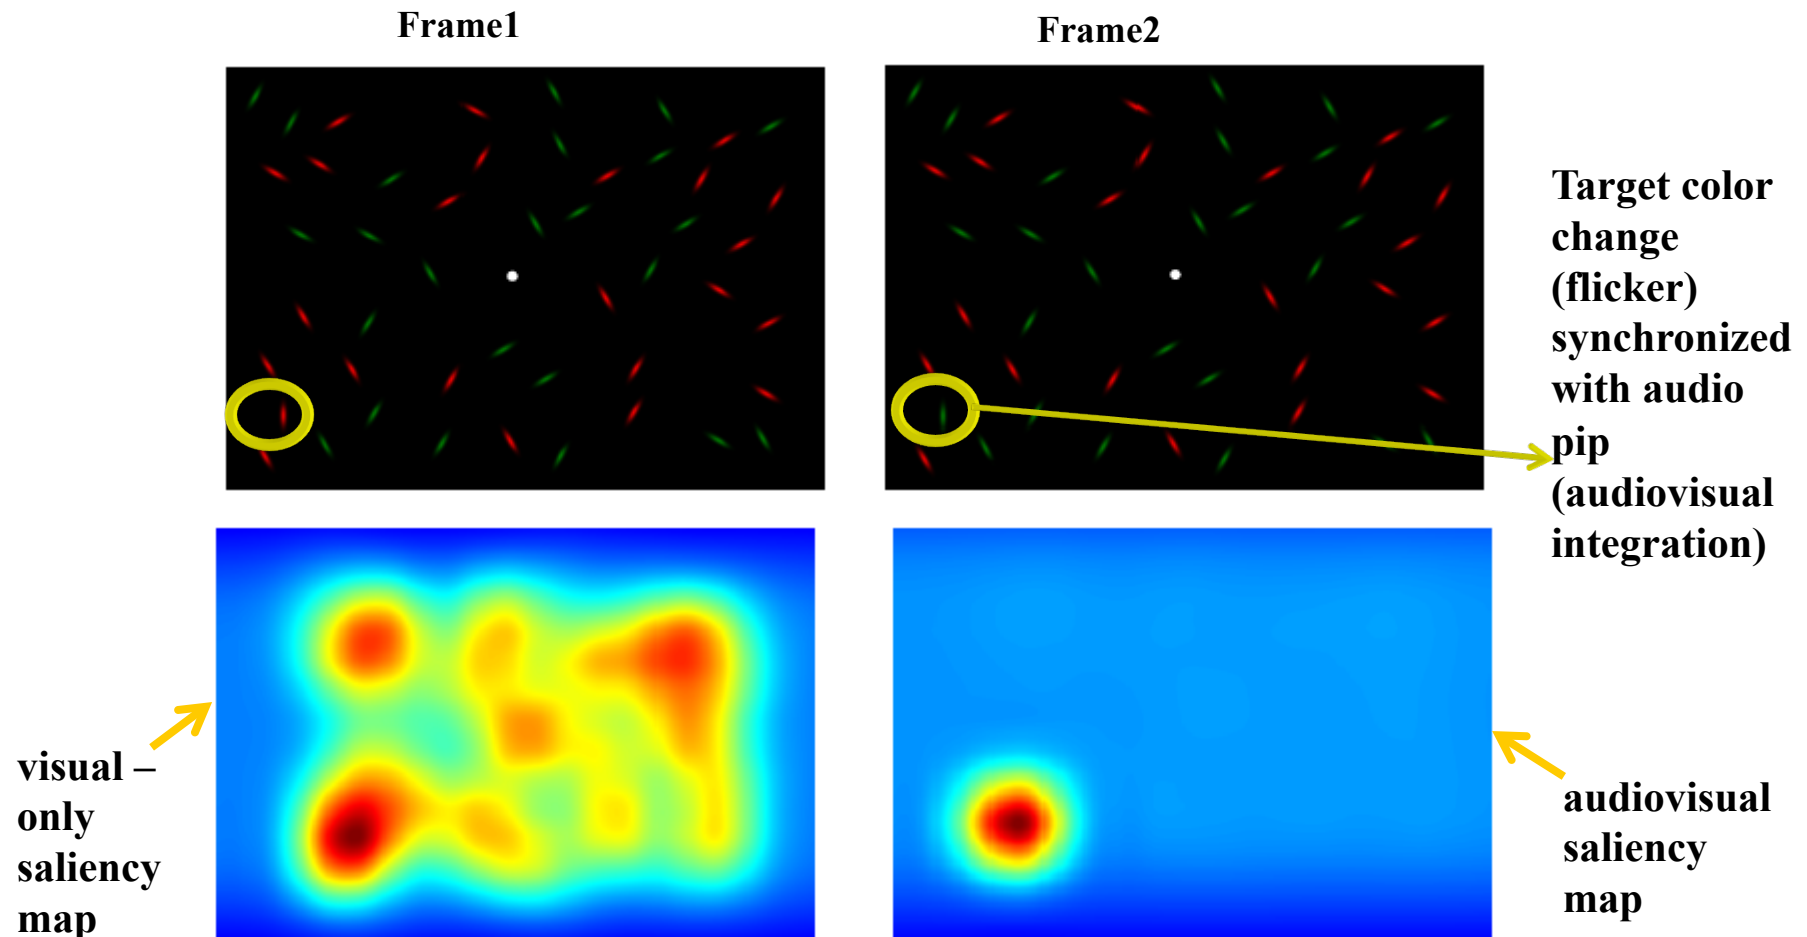 Frame1
Frame2
Target color
change
(flicker)
synchronized
with audio
pip
(audiovisual
integration)
visual –
only
saliency
map
audiovisual
saliency
map